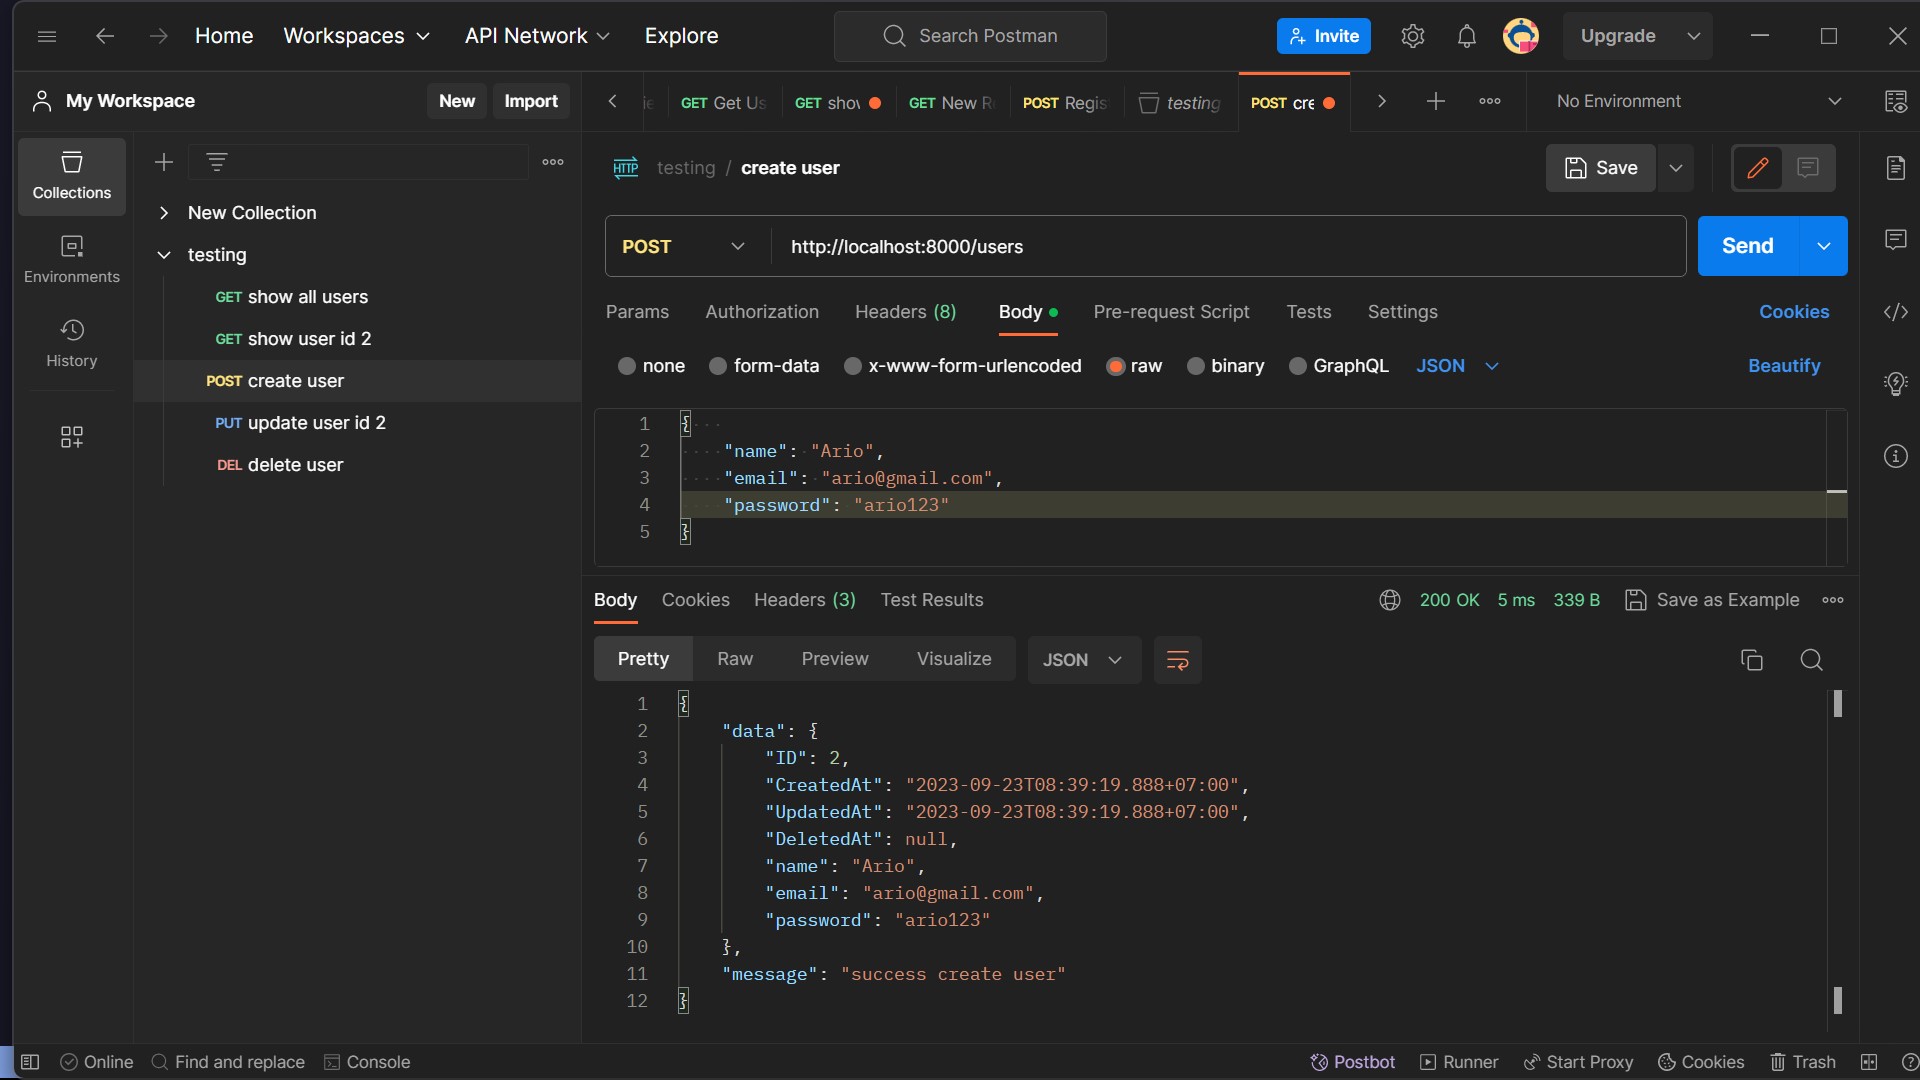 Home Workspaces API Network Explore Search Postman Invite Upgrade
My Workspace New Import GET Get Us GET show GET New R POST Regis testing POST cre No Environment
Collections
Environments
History
New Collection
testing
GET show all users
GET show user id 2
POST create user
PUT update user id 2
DEL delete user
HTTP testing / create user Save
POST http://localhost:8000/users Send
Params Authorization Headers (8) Body Pre-request Script Tests Settings Cookies
none form-data x-www-form-urlencoded raw binary GraphQL JSON Beautify
1 {
2 "name": "Ario",
3 "email": "ario@gmail.com",
4 "password": "ario123"
5 }
Body Cookies Headers (3) Test Results 200 OK 5 ms 339 B Save as Example
Pretty Raw Preview Visualize JSON
1 {
2 "data": {
3 "ID": 2,
4 "CreatedAt": "2023-09-23T08:39:19.888+07:00",
5 "UpdatedAt": "2023-09-23T08:39:19.888+07:00",
6 "DeletedAt": null,
7 "name": "Ario",
8 "email": "ario@gmail.com",
9 "password": "ario123"
10 },
11 "message": "success create user"
12 }
Online Find and replace Console Postbot Runner Start Proxy Cookies Trash